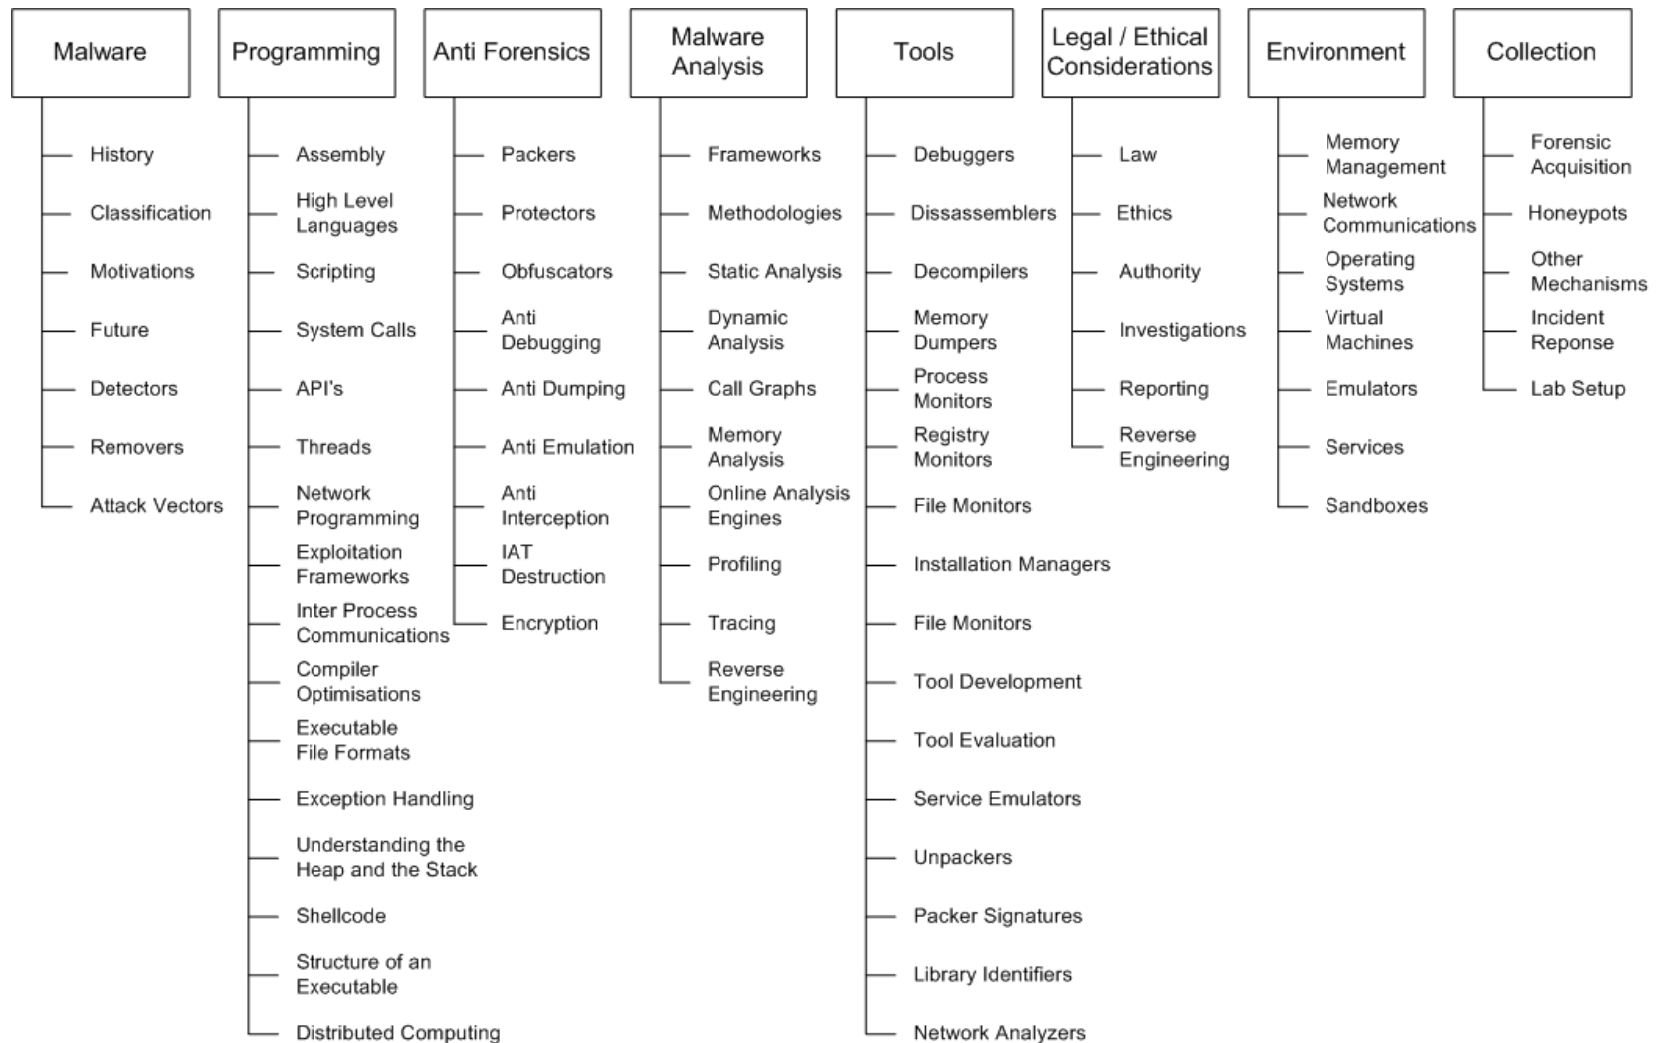 Malware
History
Classification
Motivations
Future
Detectors
Removers
Attack Vectors
Programming
Assembly
High Level
Languages
Scripting
System Calls
API's
Threads
Network
Programming
Exploitation
Frameworks
Inter Process
Communications
Compiler
Optimisations
Executable
File Formats
Exception Handling
Understanding the
Heap and the Stack
Shellcode
Structure of an
Executable
Distributed Computing
Anti Forensics
Packers
Protectors
Obfuscators
Anti
Debugging
Anti Dumping
Anti Emulation
Anti
Interception
IAT
Destruction
Encryption
Malware
Analysis
Frameworks
Methodologies
Static Analysis
Dynamic
Analysis
Call Graphs
Memory
Analysis
Online Analysis
Engines
Profiling
Tracing
Reverse
Engineering
Tools
Debuggers
Dissassemblers
Decompilers
Memory
Dumpers
Process
Monitors
Registry
Monitors
File Monitors
Installation Managers
File Monitors
Tool Development
Tool Evaluation
Service Emulators
Unpackers
Packer Signatures
Library Identifiers
Network Analyzers
Legal / Ethical
Considerations
Law
Ethics
Authority
Investigations
Reporting
Reverse
Engineering
Environment
Memory
Management
Network
Communications
Operating
Systems
Virtual
Machines
Emulators
Services
Sandboxes
Collection
Forensic
Acquisition
Honeypots
Other
Mechanisms
Incident
Reponse
Lab Setup